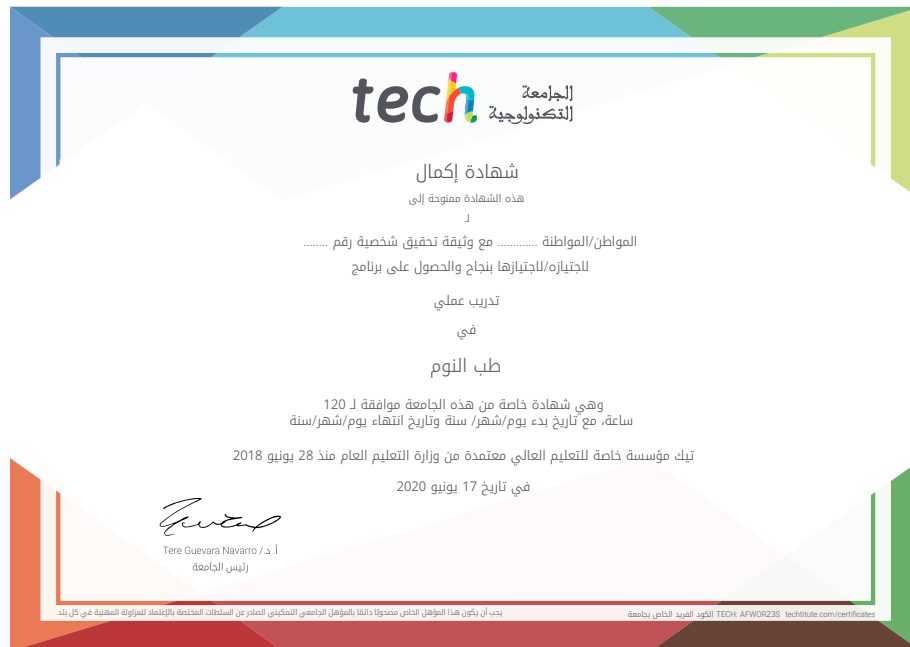 tech الجامعة
التكنولوجية
شهادة إكمال
هذه الشهادة ممنوحة إلى
لـ
المواطن/المواطنة ............ مع وثيقة تحقيق شخصية رقم ........
لاجتيازه/لاجتيازها بنجاح والحصول على برنامج
تدريب عملي
في
طب النوم
وهي شهادة خاصة من هذه الجامعة موافقة لـ 120
ساعة، مع تاريخ بدء يوم/شهر/ سنة وتاريخ انتهاء يوم/شهر/سنة
تيك مؤسسة خاصة للتعليم العالي معتمدة من وزارة التعليم العام منذ 28 يونيو 2018
في تاريخ 17 يونيو 2020
أ. د./ Tere Guevara Navarro
رئيس الجامعة
يجب أن يكون هذا المؤهل الخاص مصحوبًا دائمًا بالمؤهل الجامعي التمكيني الصادر عن السلطات المختصة بالإعتماد للمزاولة المهنية في كل بلد.
الكود الفريد الخاص بجامعة TECH: AFWOR23S techtitute.com/certificates